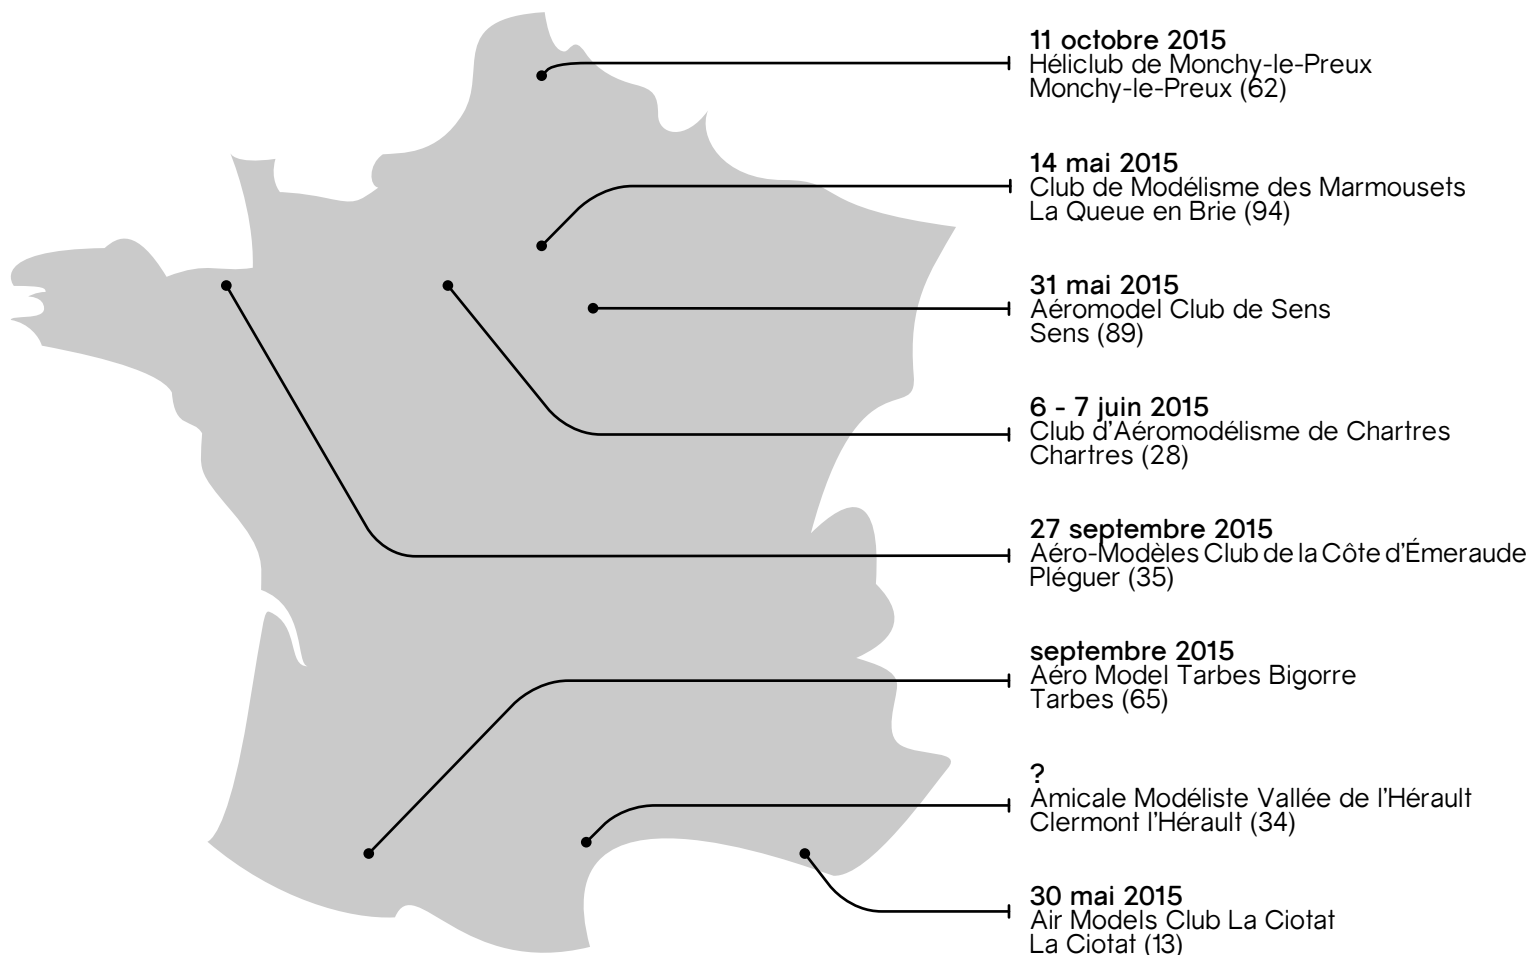 11 octobre 2015
Héliclub de Monchy-le-Preux
Monchy-le-Preux (62)
14 mai 2015
Club de Modélisme des Marmousets
La Queue en Brie (94)
31 mai 2015
Aéromodel Club de Sens
Sens (89)
6 - 7 juin 2015
Club d'Aéromodélisme de Chartres
Chartres (28)
27 septembre 2015
Aéro-Modèles Club de la Côte d'Émeraude
Pléguer (35)
septembre 2015
Aéro Model Tarbes Bigorre
Tarbes (65)
?
Amicale Modéliste Vallée de l'Hérault
Clermont l'Hérault (34)
30 mai 2015
Air Models Club La Ciotat
La Ciotat (13)